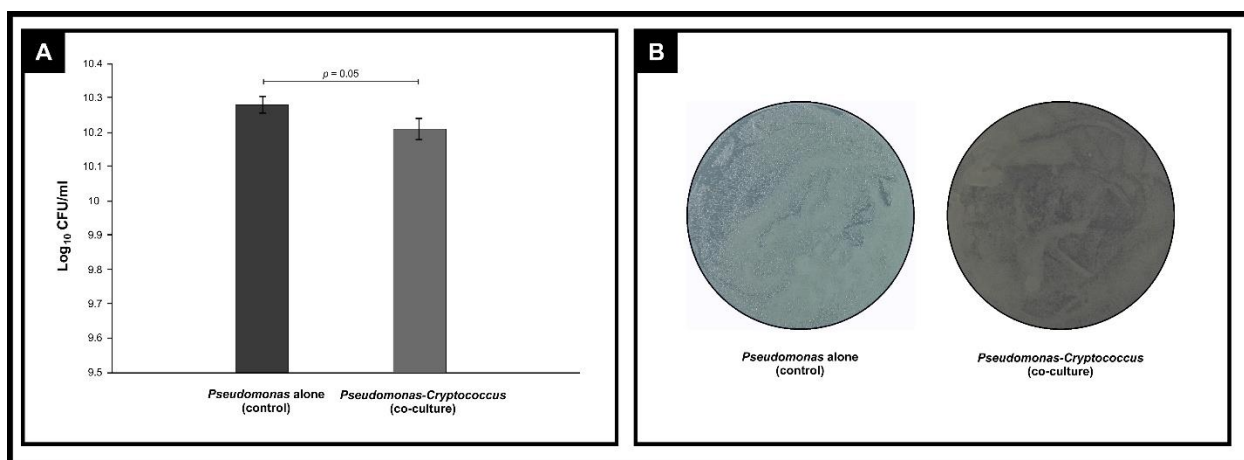 A
10.4
10.3
10.2
10.1
10
9.9
9.8
9.7
9.6
9.5
Log₁₀ CFU/ml
p = 0.05
Pseudomonas alone
(control)
Pseudomonas-Cryptococcus
(co-culture)
B
Pseudomonas alone
(control)
Pseudomonas-Cryptococcus
(co-culture)